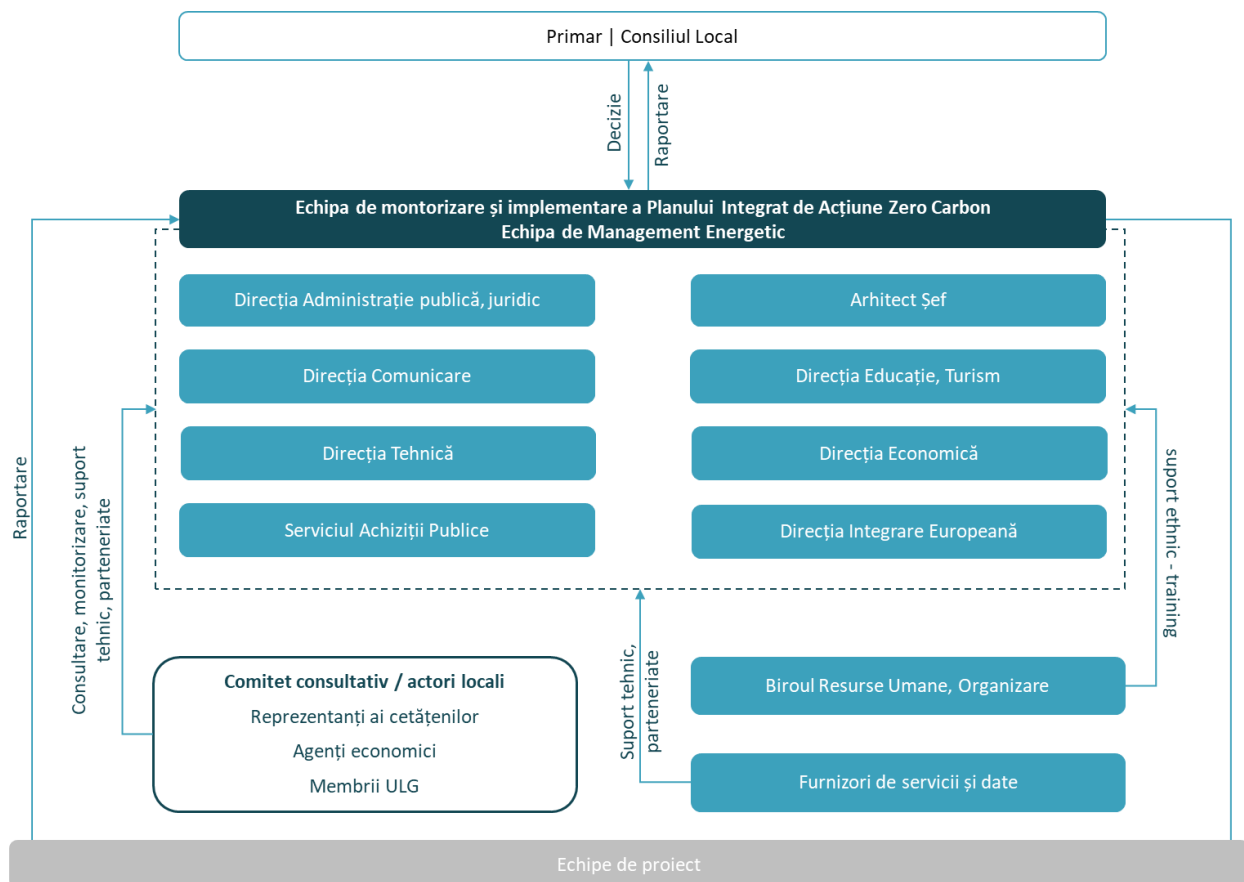 Primar | Consiliul Local
Decizie
Raportare
Echipa de montorizare și implementare a Planului Integrat de Acțiune Zero Carbon
Echipa de Management Energetic
Direcția Administrație publică, juridic
Arhitect Șef
Direcția Comunicare
Direcția Educație, Turism
Direcția Tehnică
Direcția Economică
Serviciul Achiziții Publice
Direcția Integrare Europeană
Raportare
Consultare, monitorizare, suport
tehnic, parteneriate
suport ethnic - training
Comitet consultativ / actori locali
Reprezentanți ai cetățenilor
Agenți economici
Membrii ULG
Suport tehnic,
parteneriate
Biroul Resurse Umane, Organizare
Furnizori de servicii și date
Echipe de proiect